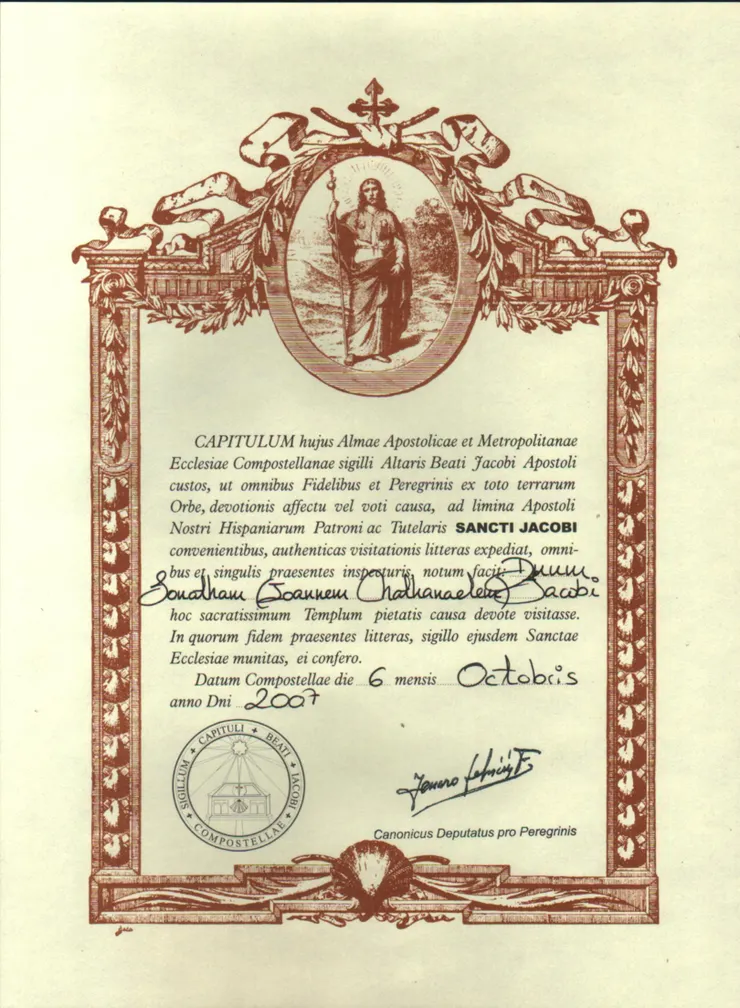 CAPITULUM hujus Almae Apostolicae et Metropolitanae
Ecclesiae Compostellanae sigilli Altaris Beati Jacobi Apostoli
custos, ut omnibus Fidelibus et Peregrinis ex toto terrarum
Orbe, devotionis affectu vel voti causa, ad limina Apostoli
Nostri Hispaniarum Patroni ac Tutelaris SANCTI JACOBI
convenientibus, authenticas visitationis litteras expediat, omni-
bus et singulis praesentes inspecturis, notum facit: Dnum
Joannem Jacobi
hoc sacratissimum Templum pietatis causa devote visitasse.
In quorum fidem praesentes litteras, sigillo ejusdem Sanctae
Ecclesiae munitas, ei confero.
Datum Compostellae die 6 mensis Octobris
anno Dni 2007
SIGILLUM + CAPITULI + BEATI + IACOBI + COMPOSTELLAE +
Canonicus Deputatus pro Peregrinis